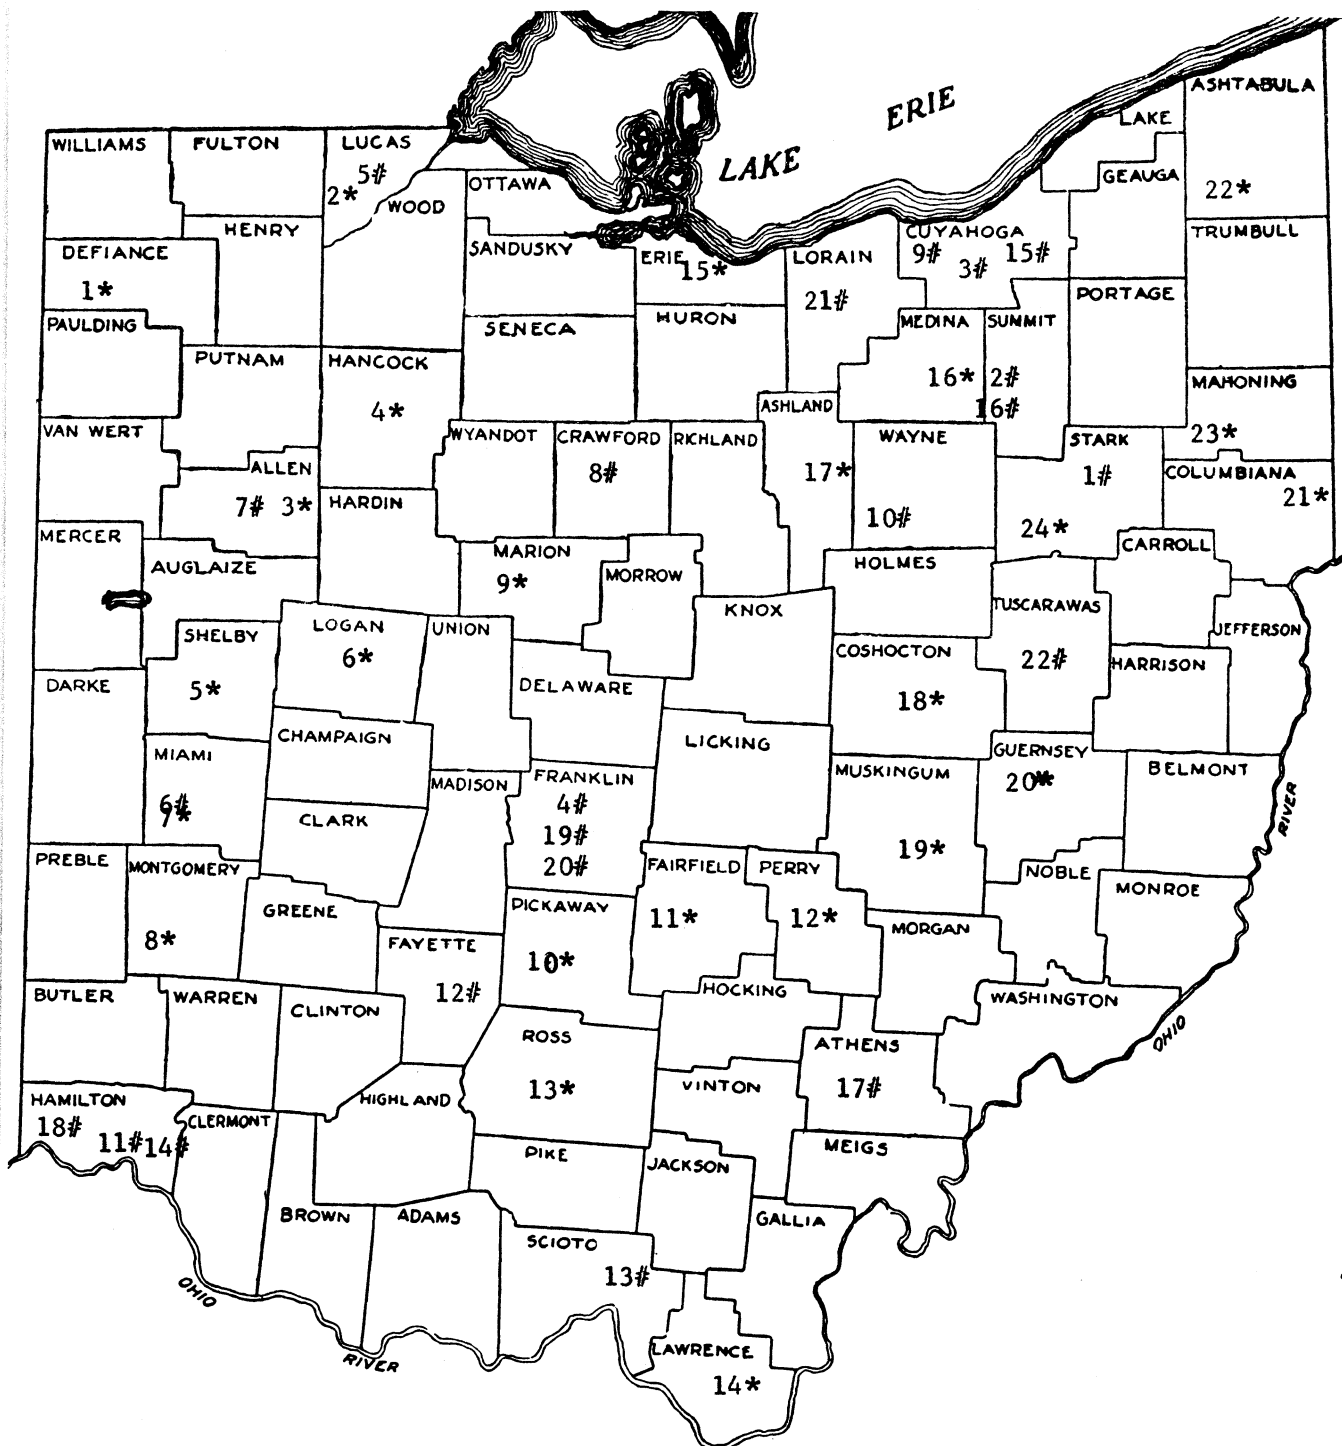 ERIE
LAKE
ASHTABULA
LAKE
WILLIAMS
FULTON
LUCAS
5#
2*
WOOD
OTTAWA
GEAUGA
22*
HENRY
CUYAHOGA
9# 15#
3#
TRUMBULL
DEFIANCE
1*
SANDUSKY
ERIE
15*
LORAIN
21#
PORTAGE
PAULDING
SENECA
HURON
MEDINA
16*
SUMMIT
2#
16#
PUTNAM
HANCOCK
4*
MAHONING
23*
ASHLAND
17*
VAN WERT
WYANDOT
CRAWFORD
8#
RICHLAND
WAYNE
10#
STARK
1#
24*
ALLEN
7# 3*
HARDIN
COLUMBIANA
21*
MERCER
AUGLAIZE
MARION
9*
MORROW
HOLMES
CARROLL
SHELBY
5*
LOGAN
6*
UNION
KNOX
TUSCARAWAS
22#
JEFFERSON
DARKE
DELAWARE
COSHOCTON
18*
HARRISON
CHAMPAIGN
LICKING
MIAMI
6#
7*
MADISON
FRANKLIN
4#
19#
20#
MUSKINGUM
19*
GUERNSEY
20*
BELMONT
RIVER
CLARK
PREBLE
MONTGOMERY
8*
FAIRFIELD
11*
PERRY
12*
NOBLE
MONROE
GREENE
PICKAWAY
10*
MORGAN
FAYETTE
12#
HOCKING
BUTLER
WARREN
CLINTON
WASHINGTON
ROSS
13*
ATHENS
17#
OHIO
HAMILTON
18#
11# 14#
CLERMONT
HIGHLAND
VINTON
PIKE
JACKSON
MEIGS
BROWN
ADAMS
GALLIA
SCIOTO
13#
OHIO
RIVER
LAWRENCE
14*